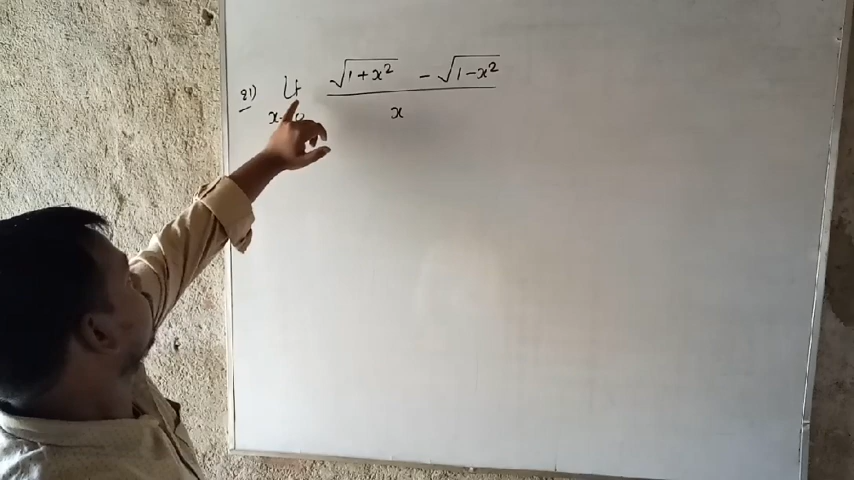 21) Lt √1+x² - √1-x²
x→0 x